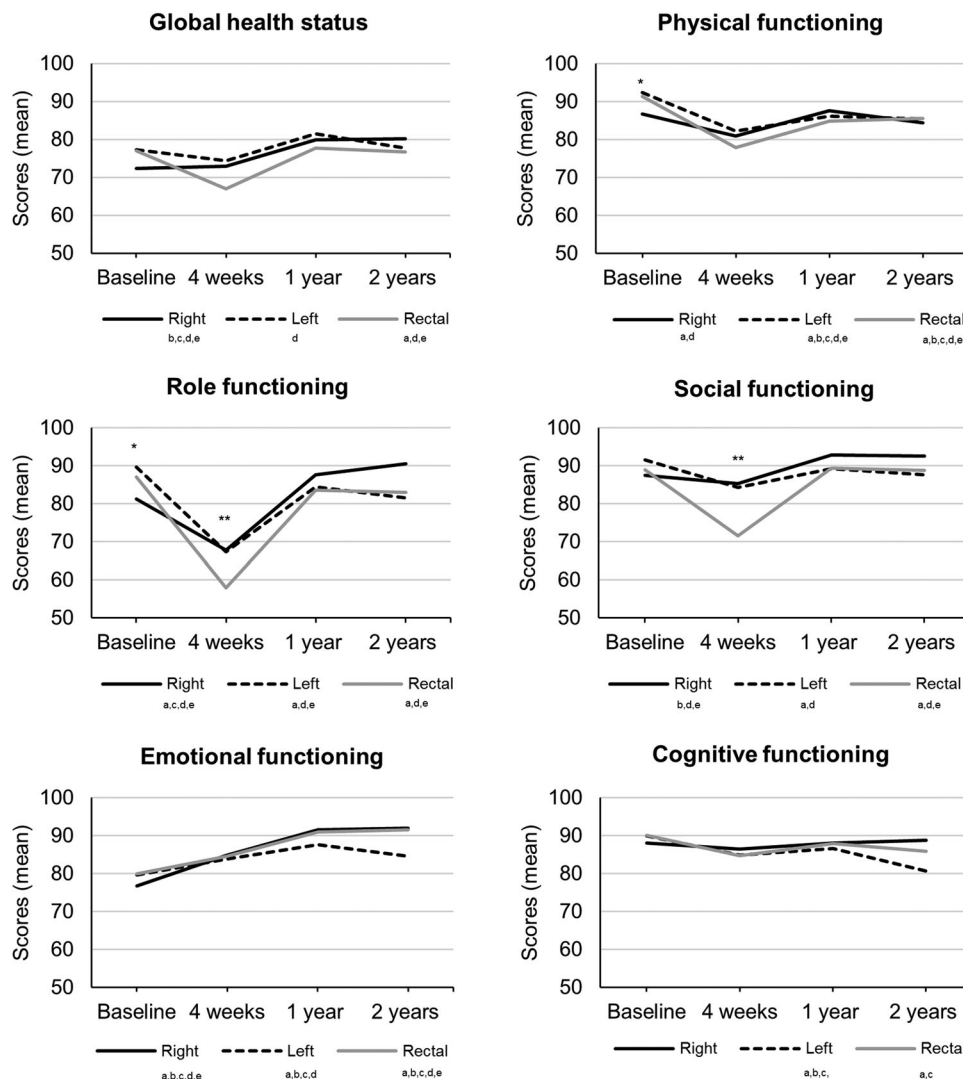 Global health status
Scores (mean)
100
90
80
70
60
50
Baseline 4 weeks 1 year 2 years
Right Left Rectal
b,c,d,e d a,d,e
Physical functioning
Scores (mean)
100
90
80
70
60
50
*
Baseline 4 weeks 1 year 2 years
Right Left Rectal
a,d a,b,c,d,e a,b,c,d,e
Role functioning
Scores (mean)
100
90
80
70
60
50
*
**
Baseline 4 weeks 1 year 2 years
Right Left Rectal
a,c,d,e a,d,e a,d,e
Social functioning
Scores (mean)
100
90
80
70
60
50
**
Baseline 4 weeks 1 year 2 years
Right Left Rectal
b,d,e a,d a,d,e
Emotional functioning
Scores (mean)
100
90
80
70
60
50
Baseline 4 weeks 1 year 2 years
Right Left Rectal
a,b,c,d,e a,b,c,d a,b,c,d,e
Cognitive functioning
Scores (mean)
100
90
80
70
60
50
Baseline 4 weeks 1 year 2 years
Right Left Recta
a,b,c, a,c